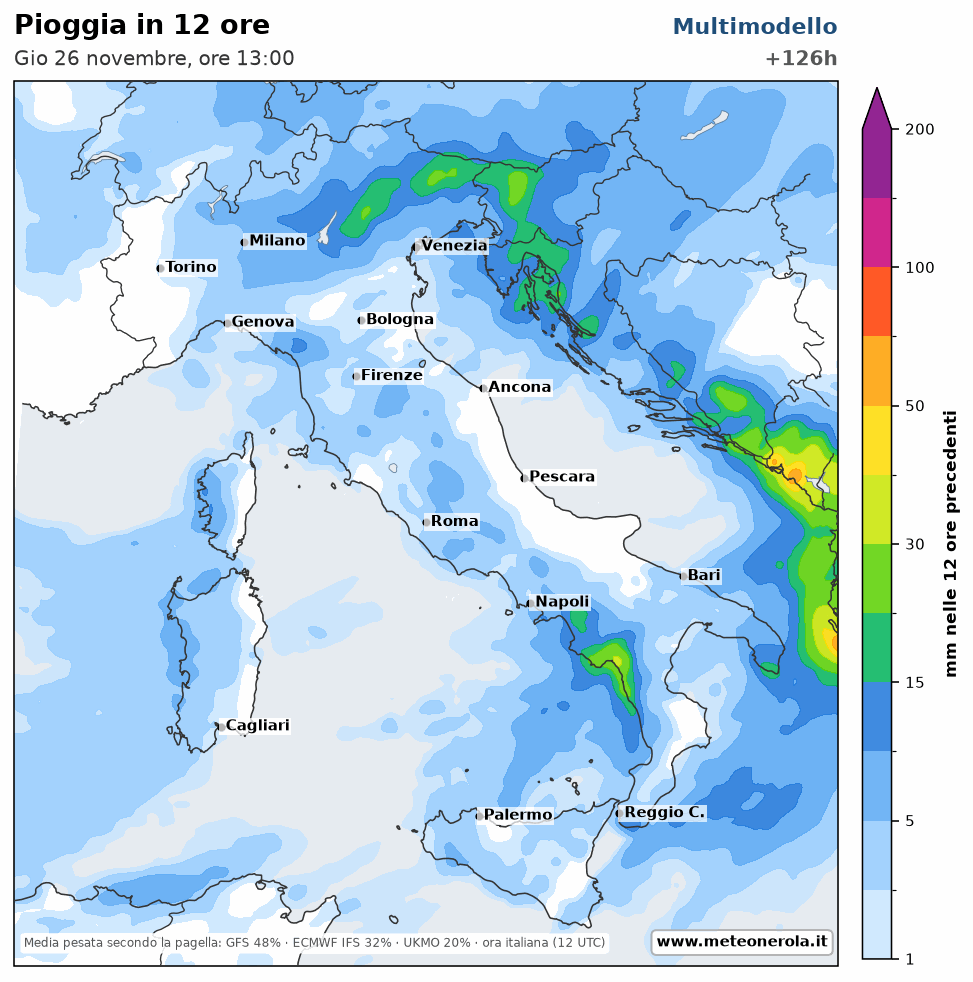 Pioggia in 12 ore
Multimodello
Gio 26 novembre, ore 13:00
+126h
200
100
50
30
15
5
1
mm nelle 12 ore precedenti
Milano
Venezia
Torino
Genova
Bologna
Firenze
Ancona
Pescara
Roma
Bari
Napoli
Cagliari
Palermo
Reggio C.
Media pesata secondo la pagella: GFS 48% · ECMWF IFS 32% · UKMO 20% · ora italiana (12 UTC)
www.meteonerola.it